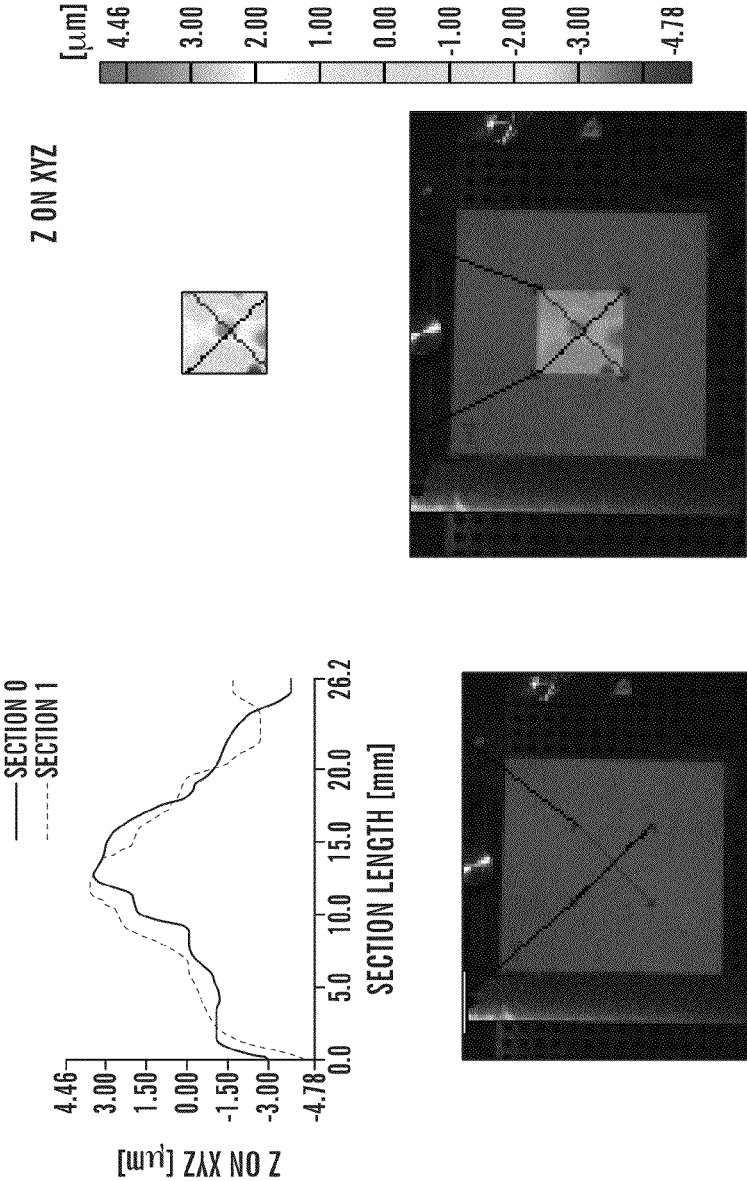 SECTION 0
SECTION 1
Z ON XYZ [µm]
4.46
3.00
1.50
0.00
-1.50
-3.00
-4.78
0.0 5.0 10.0 15.0 20.0 26.2
SECTION LENGTH [mm]
Z ON XYZ
[µm]
4.46
3.00
2.00
1.00
0.00
-1.00
-2.00
-3.00
-4.78